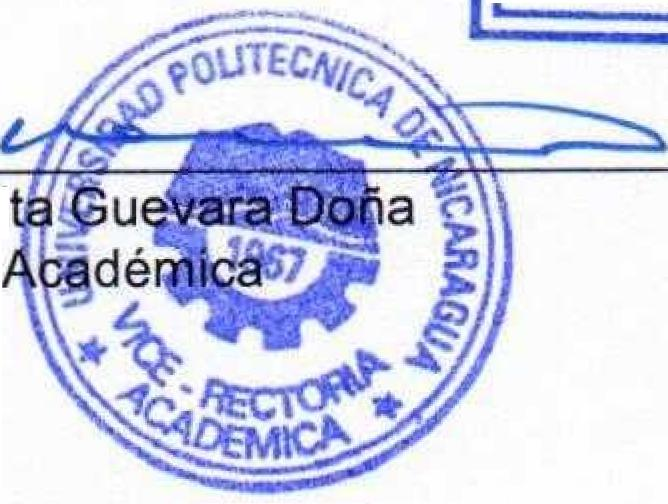 UNIVERSIDAD POLITECNICA DE NICARAGUA
ta Guevara Doña
Académica
1967
VICE - RECTORIA
ACADEMICA